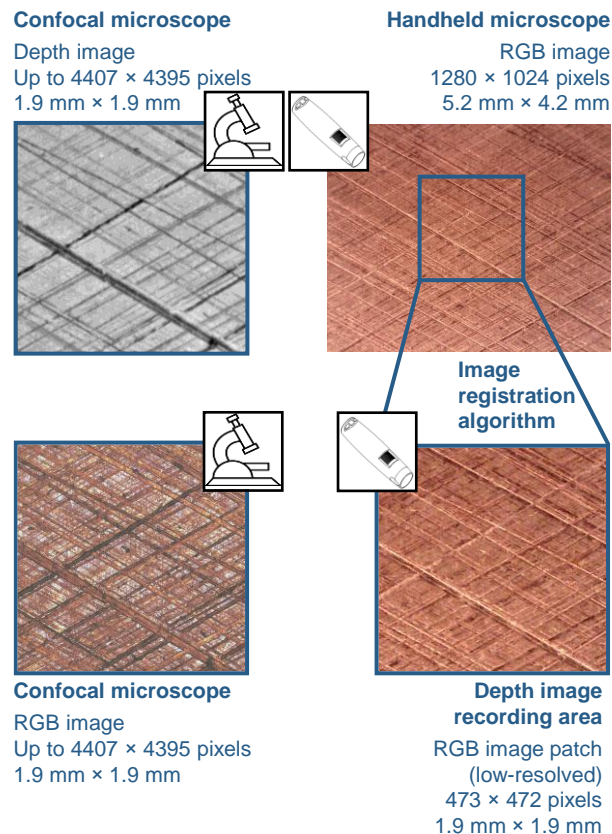 Confocal microscope
Depth image
Up to 4407 × 4395 pixels
1.9 mm × 1.9 mm
Handheld microscope
RGB image
1280 × 1024 pixels
5.2 mm × 4.2 mm
Image
registration
algorithm
Confocal microscope
RGB image
Up to 4407 × 4395 pixels
1.9 mm × 1.9 mm
Depth image
recording area
RGB image patch
(low-resolved)
473 × 472 pixels
1.9 mm × 1.9 mm